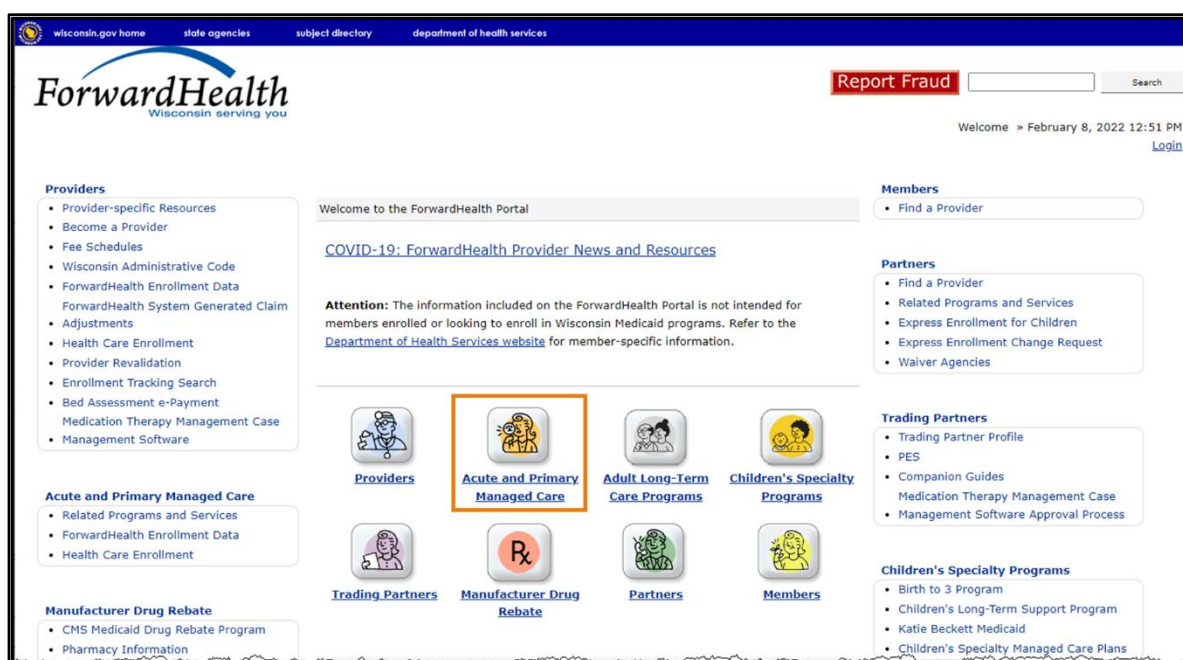 wisconsin.gov home state agencies subject directory department of health services
ForwardHealth
Wisconsin serving you
Report Fraud
Search
Welcome » February 8, 2022 12:51 PM
Login
Providers
Provider-specific Resources
Become a Provider
Fee Schedules
Wisconsin Administrative Code
ForwardHealth Enrollment Data
ForwardHealth System Generated Claim
Adjustments
Health Care Enrollment
Provider Revalidation
Enrollment Tracking Search
Bed Assessment e-Payment
Medication Therapy Management Case
Management Software
Acute and Primary Managed Care
Related Programs and Services
ForwardHealth Enrollment Data
Health Care Enrollment
Manufacturer Drug Rebate
CMS Medicaid Drug Rebate Program
Pharmacy Information
Welcome to the ForwardHealth Portal
COVID-19: ForwardHealth Provider News and Resources
Attention: The information included on the ForwardHealth Portal is not intended for
members enrolled or looking to enroll in Wisconsin Medicaid programs. Refer to the
Department of Health Services website for member-specific information.
Providers
Acute and Primary
Managed Care
Adult Long-Term
Care Programs
Children's Specialty
Programs
Rx
Trading Partners
Manufacturer Drug
Rebate
Partners
Members
Members
Find a Provider
Partners
Find a Provider
Related Programs and Services
Express Enrollment for Children
Express Enrollment Change Request
Waiver Agencies
Trading Partners
Trading Partner Profile
PES
Companion Guides
Medication Therapy Management Case
Management Software Approval Process
Children's Specialty Programs
Birth to 3 Program
Children's Long-Term Support Program
Katie Beckett Medicaid
Children's Specialty Managed Care Plans